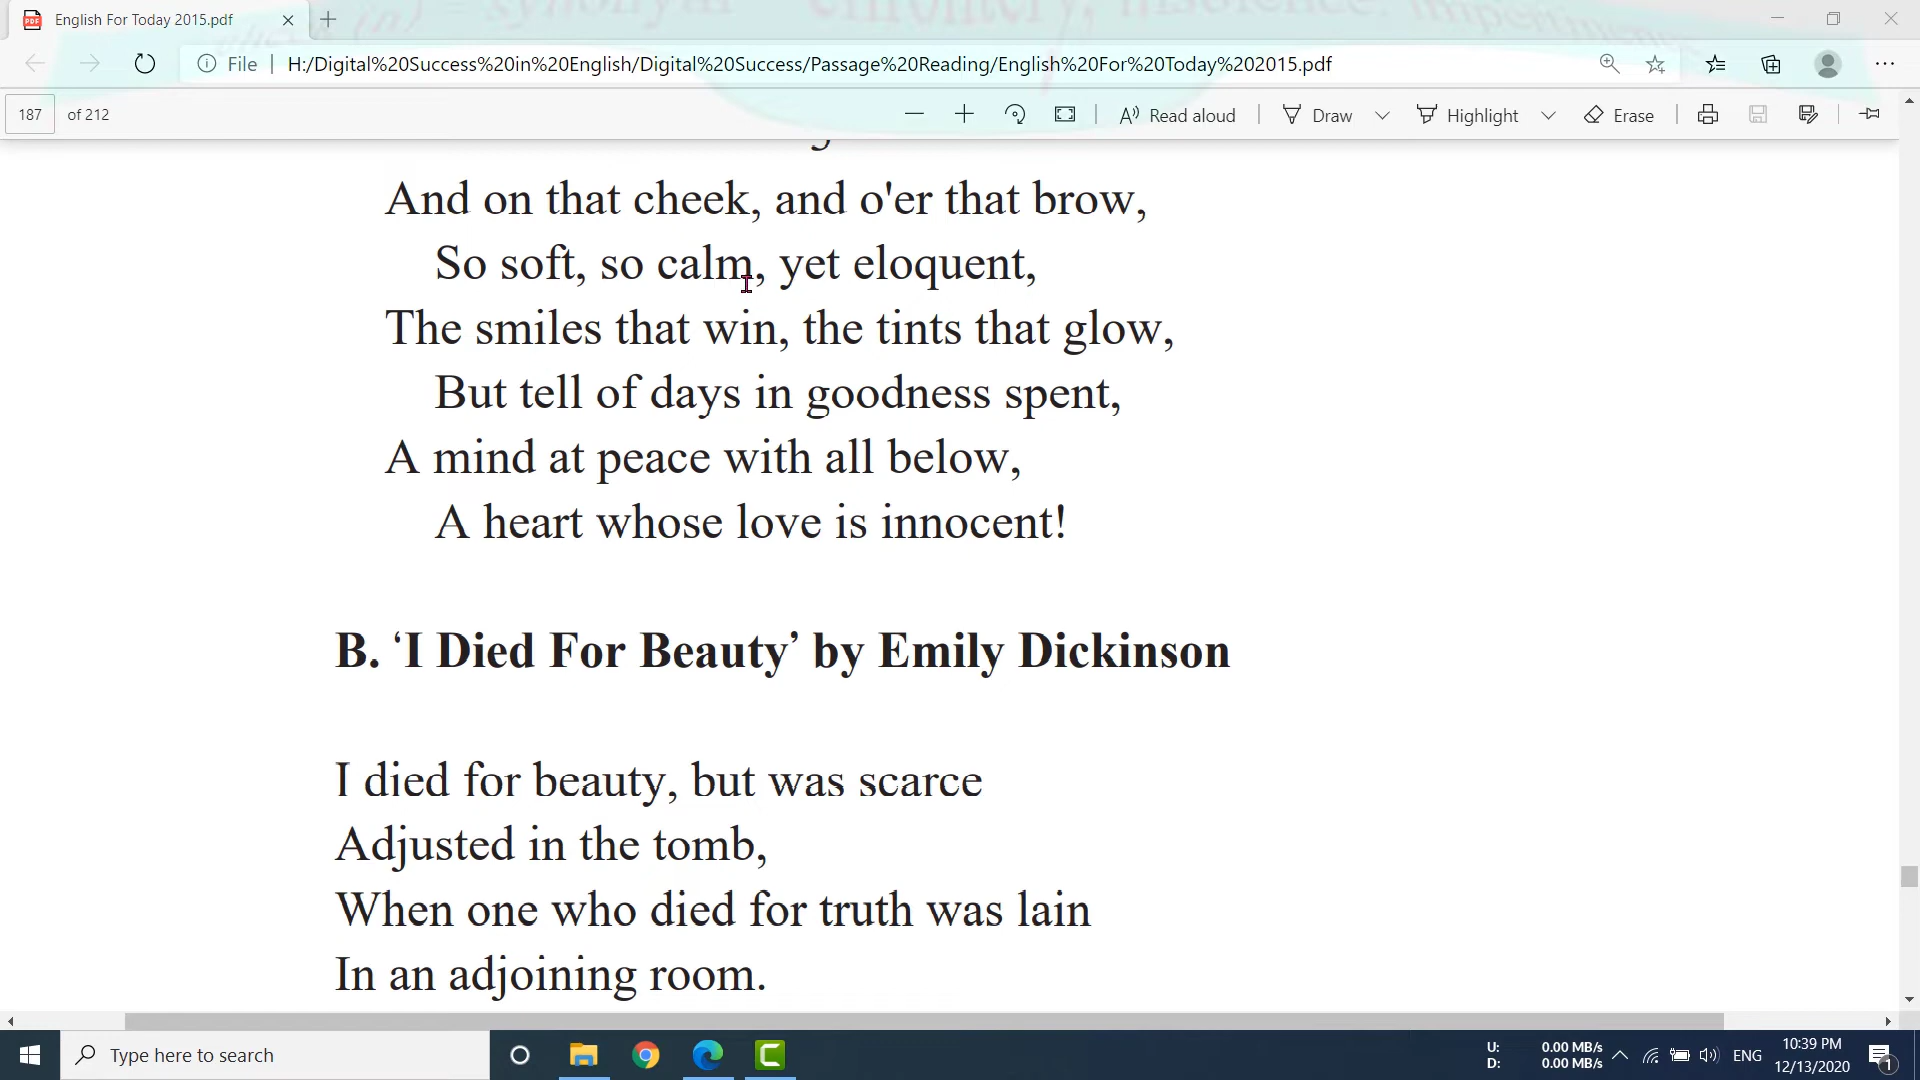 English For Today 2015.pdf
synonym effrontery, insolence, impertinence
File H:/Digital%20Success%20in%20English/Digital%20Success/Passage%20Reading/English%20For%20Today%202015.pdf
187 of 212
Read aloud Draw Highlight Erase
And on that cheek, and o'er that brow,
So soft, so calm, yet eloquent,
The smiles that win, the tints that glow,
But tell of days in goodness spent,
A mind at peace with all below,
A heart whose love is innocent!
B. ‘I Died For Beauty’ by Emily Dickinson
I died for beauty, but was scarce
Adjusted in the tomb,
When one who died for truth was lain
In an adjoining room.
Type here to search
U: 0.00 MB/s
D: 0.00 MB/s
ENG
10:39 PM
12/13/2020
1